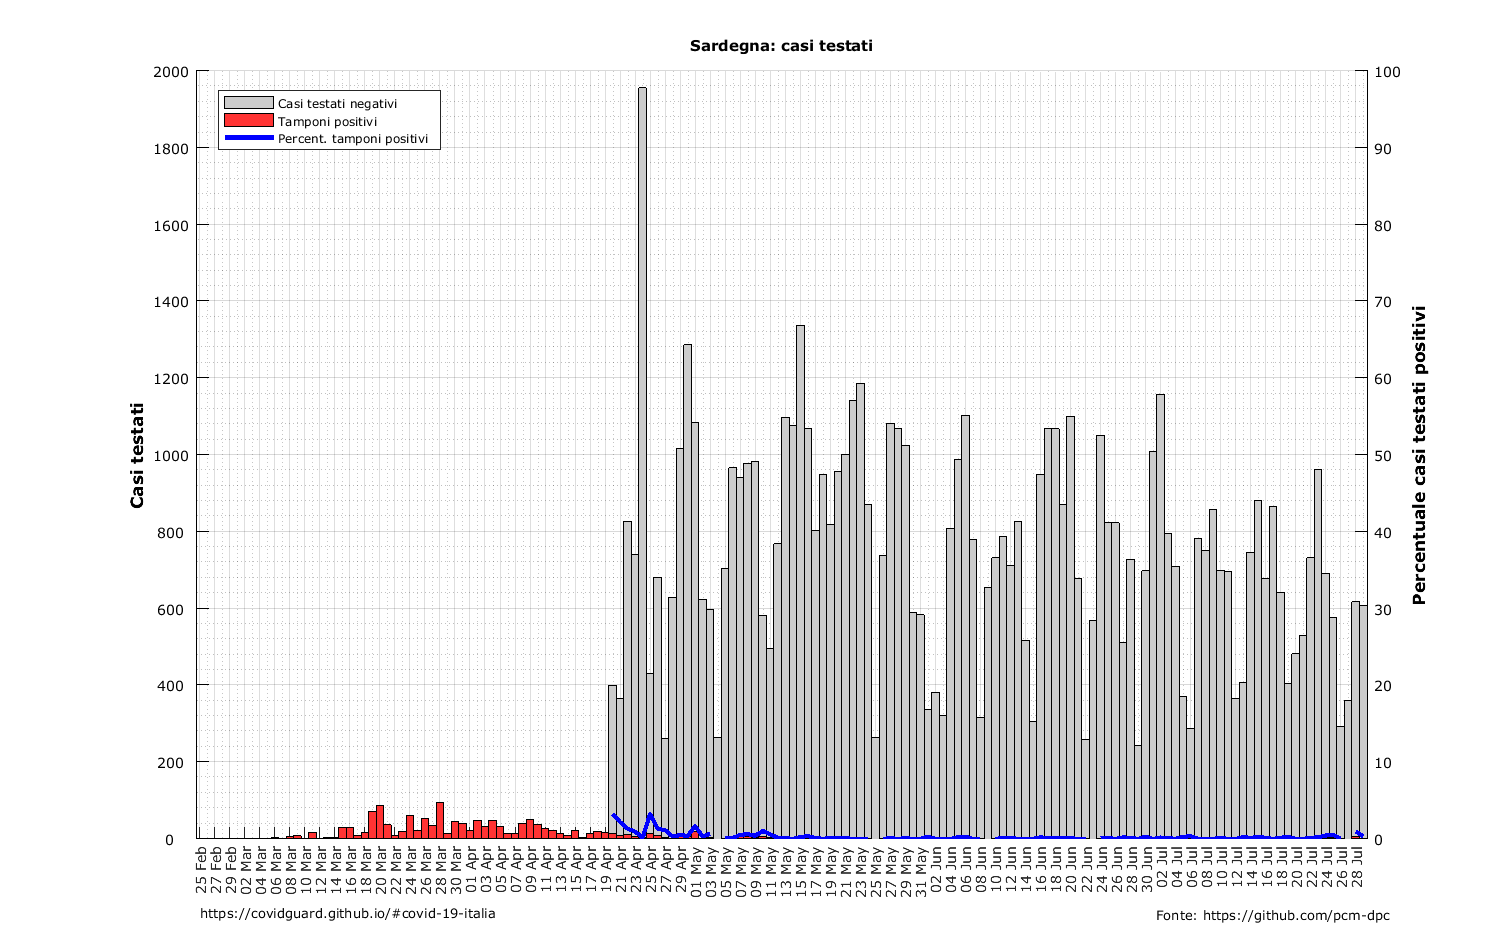 Sardegna: casi testati
Casi testati negativi
Tamponi positivi
Percent. tamponi positivi
Casi testati
2000
1800
1600
1400
1200
1000
800
600
400
200
0
100
90
80
70
60
50
40
30
20
10
0
Percentuale casi testati positivi
25 Feb
27 Feb
29 Feb
02 Mar
04 Mar
06 Mar
08 Mar
10 Mar
12 Mar
14 Mar
16 Mar
18 Mar
20 Mar
22 Mar
24 Mar
26 Mar
28 Mar
30 Mar
01 Apr
03 Apr
05 Apr
07 Apr
09 Apr
11 Apr
13 Apr
15 Apr
17 Apr
19 Apr
21 Apr
23 Apr
25 Apr
27 Apr
29 Apr
01 May
03 May
05 May
07 May
09 May
11 May
13 May
15 May
17 May
19 May
21 May
23 May
25 May
27 May
29 May
31 May
02 Jun
04 Jun
06 Jun
08 Jun
10 Jun
12 Jun
14 Jun
16 Jun
18 Jun
20 Jun
22 Jun
24 Jun
26 Jun
28 Jun
30 Jun
02 Jul
04 Jul
06 Jul
08 Jul
10 Jul
12 Jul
14 Jul
16 Jul
18 Jul
20 Jul
22 Jul
24 Jul
26 Jul
28 Jul
https://covidguard.github.io/#covid-19-italia
Fonte: https://github.com/pcm-dpc